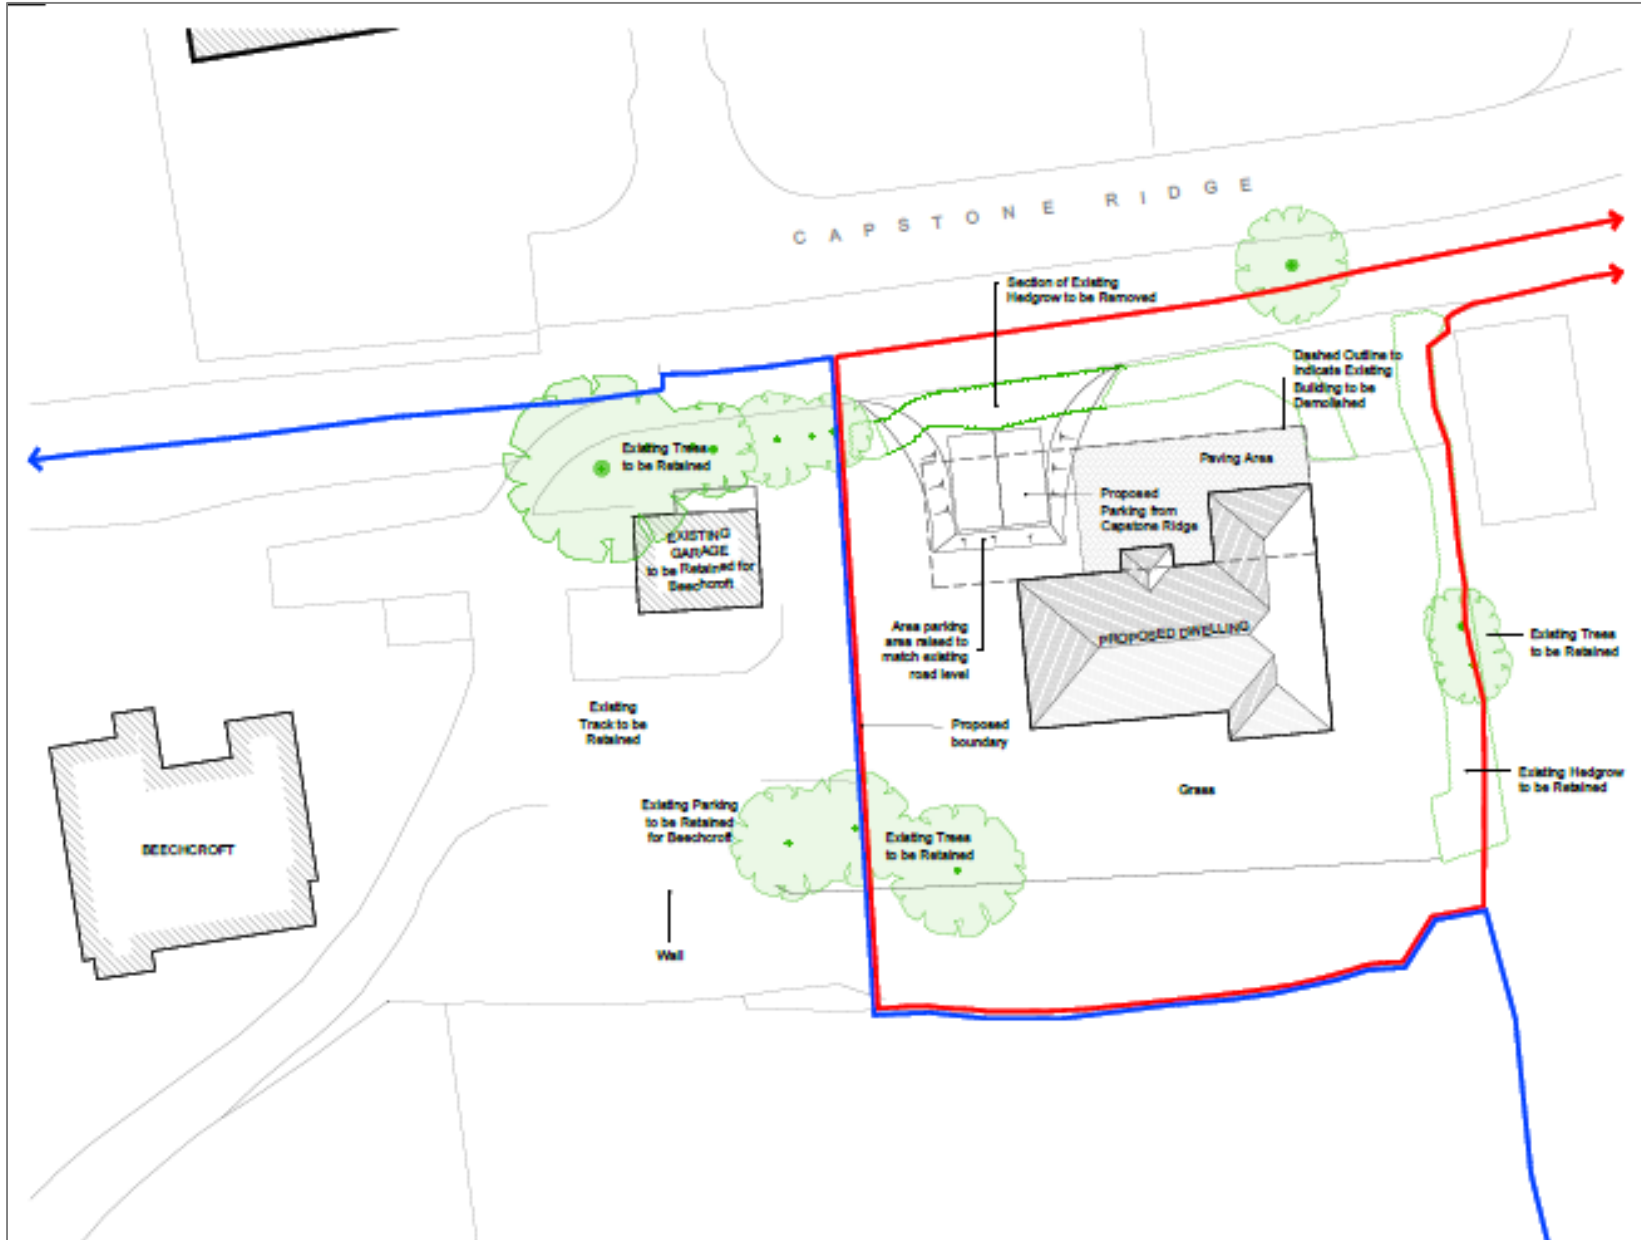 CAPSTONE RIDGE
Section of Existing
Hedgrow to be Removed
Dashed Outline to
Indicate Existing
Building to be
Demolished
Existing Trees
to be Retained
Paving Area
Proposed
Parking from
Capstone Ridge
EXISTING
GARAGE
to be Retained for
Beechcroft
Area parking
area raised to
match existing
road level
PROPOSED DWELLING
Existing Trees
to be Retained
Existing
Track to be
Retained
Proposed
boundary
Existing Hedgrow
to be Retained
Grass
Existing Parking
to be Retained
for Beechcroft
Existing Trees
to be Retained
BEECHCROFT
Wall